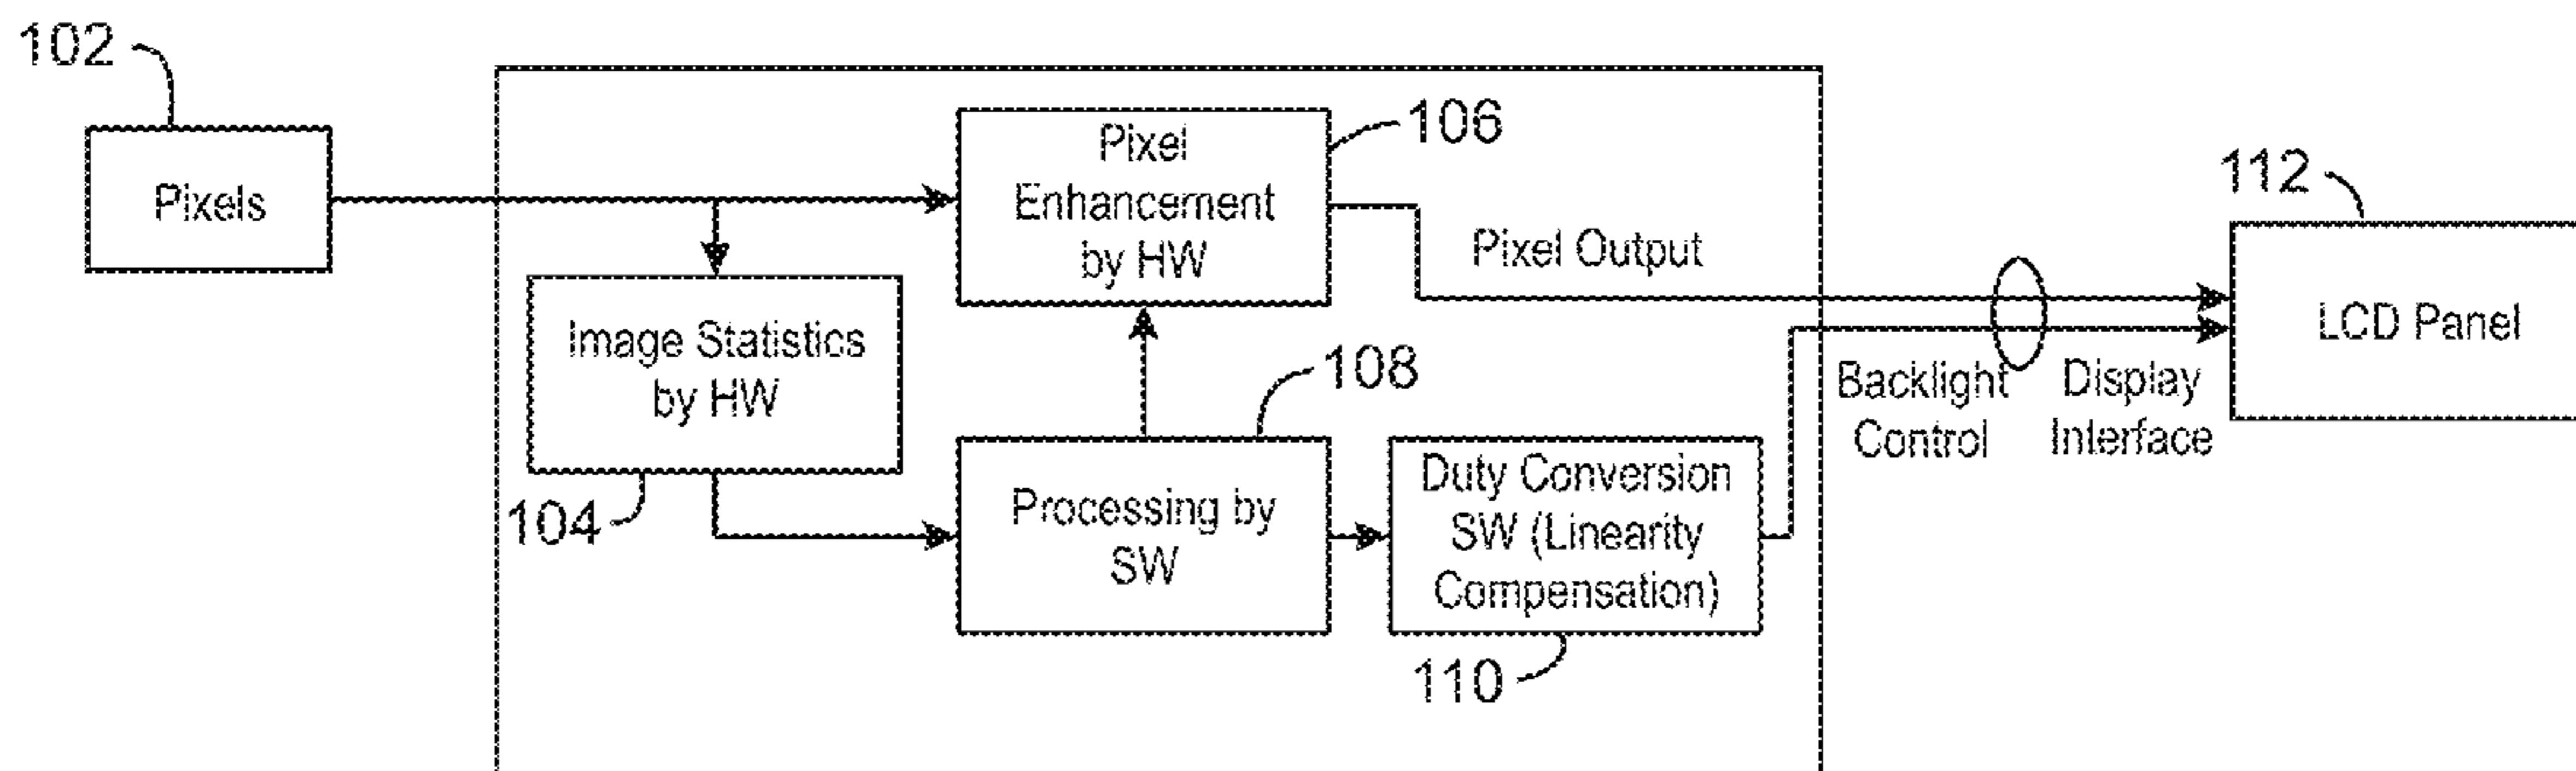 102
Pixels
Pixel
Enhancement
by HW
106
Pixel Output
112
LCD Panel
Image Statistics
by HW
104
108
Processing by
SW
Duty Conversion
SW (Linearity
Compensation)
110
Backlight
Control
Display
Interface